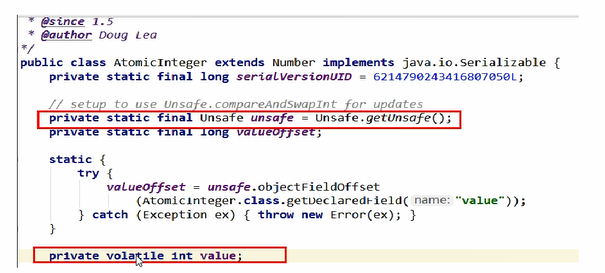 * @since 1.5
* @author Doug Lea
*/
public class AtomicInteger extends Number implements java.io.Serializable {
private static final long serialVersionUID = 6214790243416807050L;
// setup to use Unsafe.compareAndSwapInt for updates
private static final Unsafe unsafe = Unsafe.getUnsafe();
private static final long valueOffset;
static {
try {
valueOffset = unsafe.objectFieldOffset
(AtomicInteger.class.getDeclaredField( name: "value"));
} catch (Exception ex) { throw new Error(ex); }
}
private volatile int value;